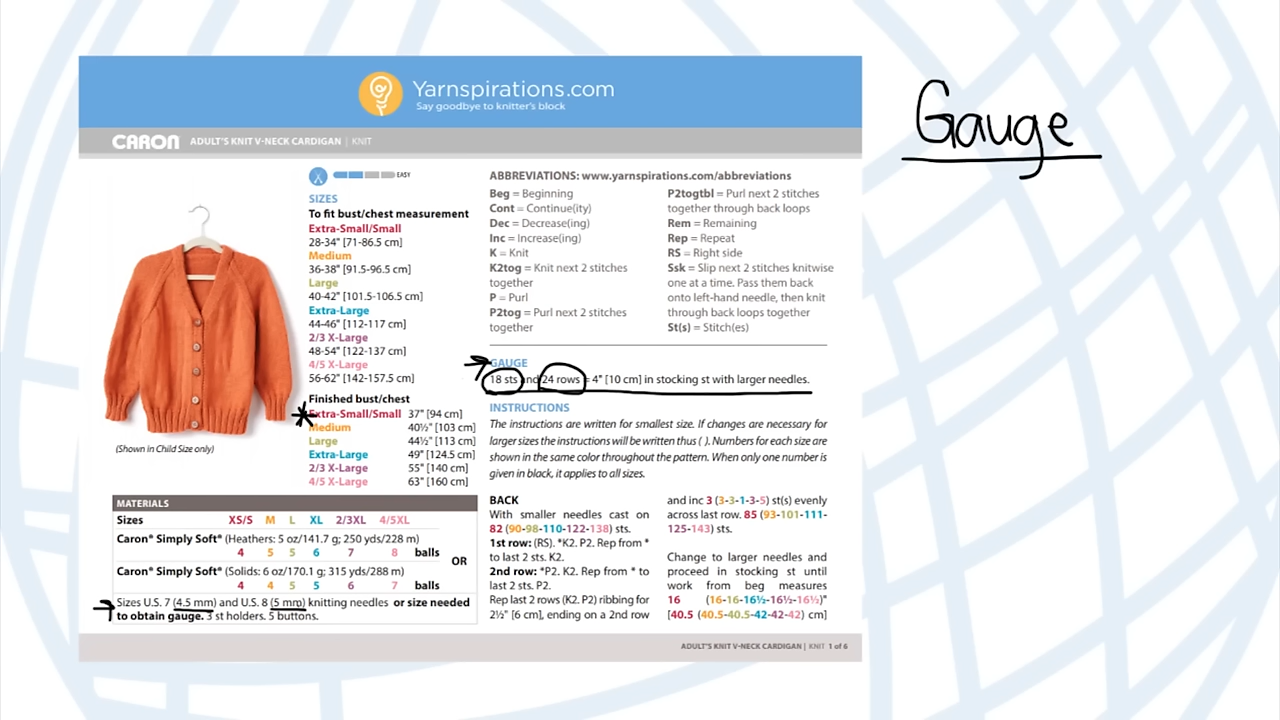 Yarnspirations.com
Say goodbye to knitter's block
CARON ADULT'S KNIT V-NECK CARDIGAN | KNIT
Gauge
(Shown in Child Size only)
EASY
SIZES
To fit bust/chest measurement
Extra-Small/Small
28-34" [71-86.5 cm]
Medium
36-38" [91.5-96.5 cm]
Large
40-42" [101.5-106.5 cm]
Extra-Large
44-46" [112-117 cm]
2/3 X-Large
48-54" [122-137 cm]
4/5 X-Large
56-62" [142-157.5 cm]
Finished bust/chest
Extra-Small/Small 37" [94 cm]
Medium 40½" [103 cm]
Large 44½" [113 cm]
Extra-Large 49" [124.5 cm]
2/3 X-Large 55" [140 cm]
4/5 X-Large 63" [160 cm]
MATERIALS
Sizes XS/S M L XL 2/3XL 4/5XL
Caron® Simply Soft® (Heathers: 5 oz/141.7 g; 250 yds/228 m)
4 5 5 6 7 8 balls
OR
Caron® Simply Soft® (Solids: 6 oz/170.1 g; 315 yds/288 m)
4 4 5 5 6 7 balls
Sizes U.S. 7 (4.5 mm) and U.S. 8 (5 mm) knitting needles or size needed
to obtain gauge. 3 st holders. 5 buttons.
ABBREVIATIONS: www.yarnspirations.com/abbreviations
Beg = Beginning
Cont = Continue(ity)
Dec = Decrease(ing)
Inc = Increase(ing)
K = Knit
K2tog = Knit next 2 stitches
together
P = Purl
P2tog = Purl next 2 stitches
together
P2togtbl = Purl next 2 stitches
together through back loops
Rem = Remaining
Rep = Repeat
RS = Right side
Ssk = Slip next 2 stitches knitwise
one at a time. Pass them back
onto left-hand needle, then knit
through back loops together
St(s) = Stitch(es)
GAUGE
18 sts and 24 rows = 4" [10 cm] in stocking st with larger needles.
INSTRUCTIONS
The instructions are written for smallest size. If changes are necessary for
larger sizes the instructions will be written thus ( ). Numbers for each size are
shown in the same color throughout the pattern. When only one number is
given in black, it applies to all sizes.
BACK
With smaller needles cast on
82 (90-98-110-122-138) sts.
1st row: (RS). *K2. P2. Rep from *
to last 2 sts. K2.
2nd row: *P2. K2. Rep from * to
last 2 sts. P2.
Rep last 2 rows (K2. P2) ribbing for
2½" [6 cm], ending on a 2nd row
and inc 3 (3-3-1-3-5) st(s) evenly
across last row. 85 (93-101-111-
125-143) sts.
Change to larger needles and
proceed in stocking st until
work from beg measures
16 (16-16-16½-16½-16½)"
[40.5 (40.5-40.5-42-42-42) cm]
ADULT'S KNIT V-NECK CARDIGAN | KNIT 1 of 6